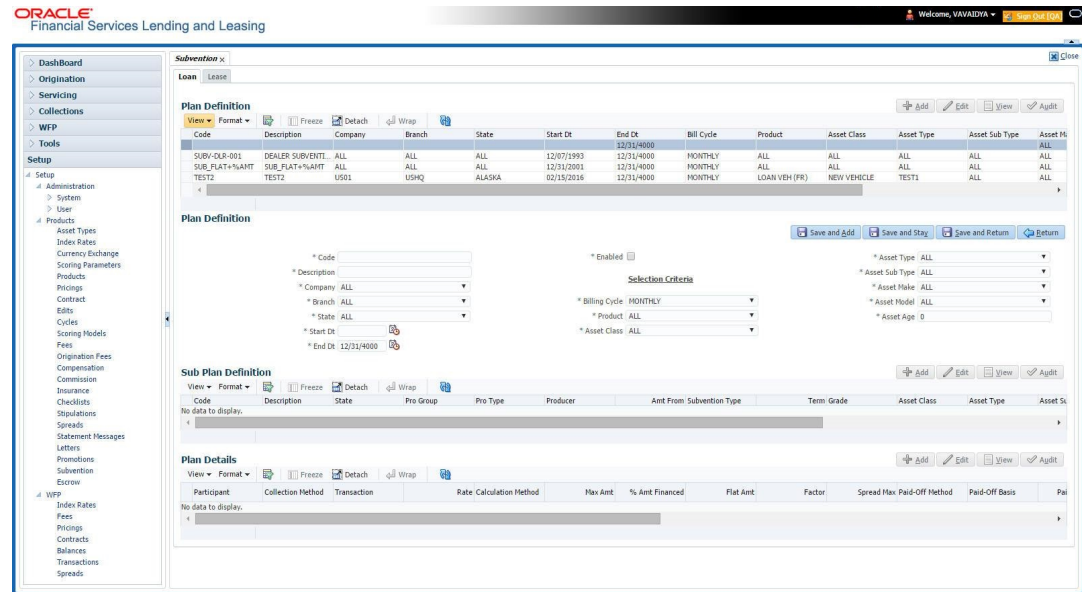 ORACLE®
Financial Services Lending and Leasing
Welcome, VAVAIDYA
Sign Out [QA]
DashBoard
Origination
Servicing
Collections
WFP
Tools
Setup
Setup
Administration
System
User
Products
Asset Types
Index Rates
Currency Exchange
Scoring Parameters
Products
Pricings
Contract
Edits
Cycles
Scoring Models
Fees
Origination Fees
Compensation
Commission
Insurance
Checklists
Stipulations
Spreads
Statement Messages
Letters
Promotions
Subvention
Escrow
WFP
Index Rates
Fees
Pricings
Contracts
Balances
Transactions
Spreads
Subvention x
Close
Loan Lease
Plan Definition
Add Edit View Audit
View Format Freeze Detach Wrap
Code Description Company Branch State Start Dt End Dt Bill Cycle Product Asset Class Asset Type Asset Sub Type Asset Ma
12/31/4000 ALL
SUBV-DLR-001 DEALER SUBVENTI... ALL ALL ALL 12/07/1993 12/31/4000 MONTHLY ALL ALL ALL ALL ALL
SUB_FLAT+%AMT SUB_FLAT+%AMT ALL ALL ALL 12/31/2001 12/31/4000 MONTHLY ALL ALL ALL ALL ALL
TEST2 TEST2 US01 USHQ ALASKA 02/15/2016 12/31/4000 MONTHLY LOAN VEH (FR) NEW VEHICLE TEST1 ALL ALL
Plan Definition
Save and Add Save and Stay Save and Return Return
* Code
* Description
* Company ALL
* Branch ALL
* State ALL
* Start Dt
* End Dt 12/31/4000
* Enabled
Selection Criteria
* Billing Cycle MONTHLY
* Product ALL
* Asset Class ALL
* Asset Type ALL
* Asset Sub Type ALL
* Asset Make ALL
* Asset Model ALL
* Asset Age 0
Sub Plan Definition
Add Edit View Audit
View Format Freeze Detach Wrap
Code Description State Pro Group Pro Type Producer Amt From Subvention Type Term Grade Asset Class Asset Type Asset Su
No data to display.
Plan Details
Add Edit View Audit
View Format Freeze Detach Wrap
Participant Collection Method Transaction Rate Calculation Method Max Amt % Amt Financed Flat Amt Factor Spread Max Paid-Off Method Paid-Off Basis Pai
No data to display.